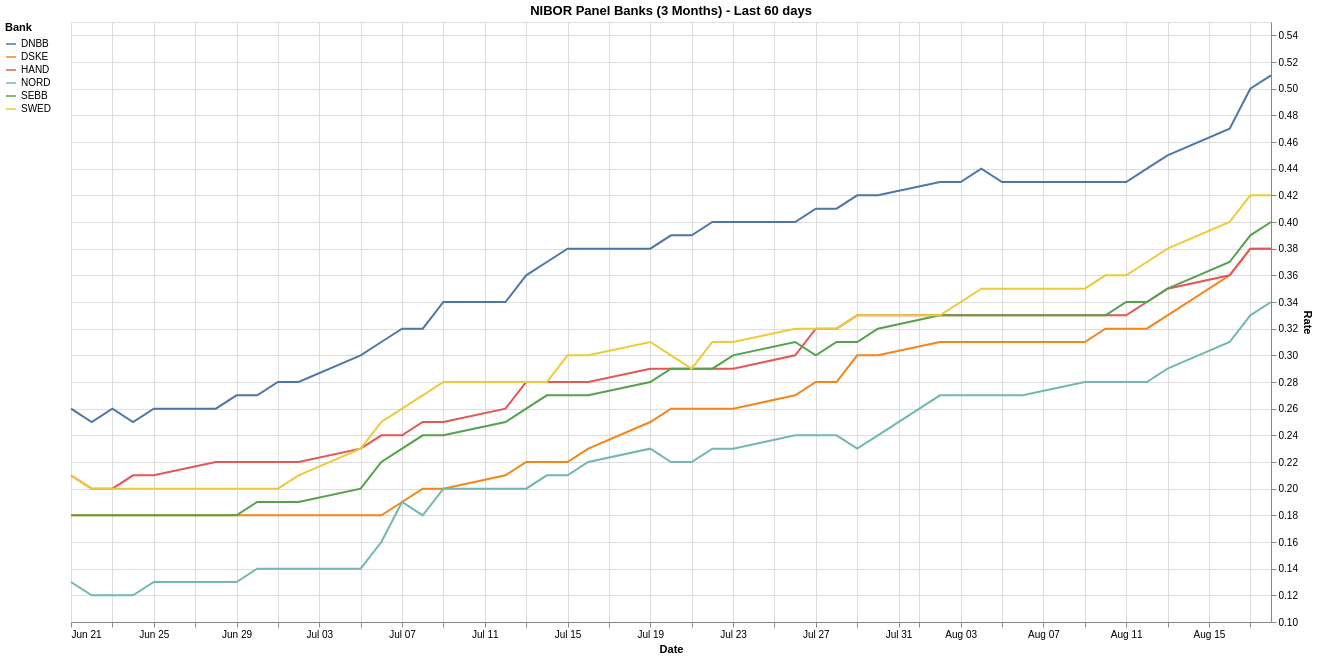 NIBOR Panel Banks (3 Months) - Last 60 days
Bank
DNBB
DSKE
HAND
NORD
SEBB
SWED
0.54
0.52
0.50
0.48
0.46
0.44
0.42
0.40
0.38
0.36
0.34
0.32
0.30
0.28
0.26
0.24
0.22
0.20
0.18
0.16
0.14
0.12
0.10
Rate
Jun 21 Jun 25 Jun 29 Jul 03 Jul 07 Jul 11 Jul 15 Jul 19 Jul 23 Jul 27 Jul 31 Aug 03 Aug 07 Aug 11 Aug 15
Date